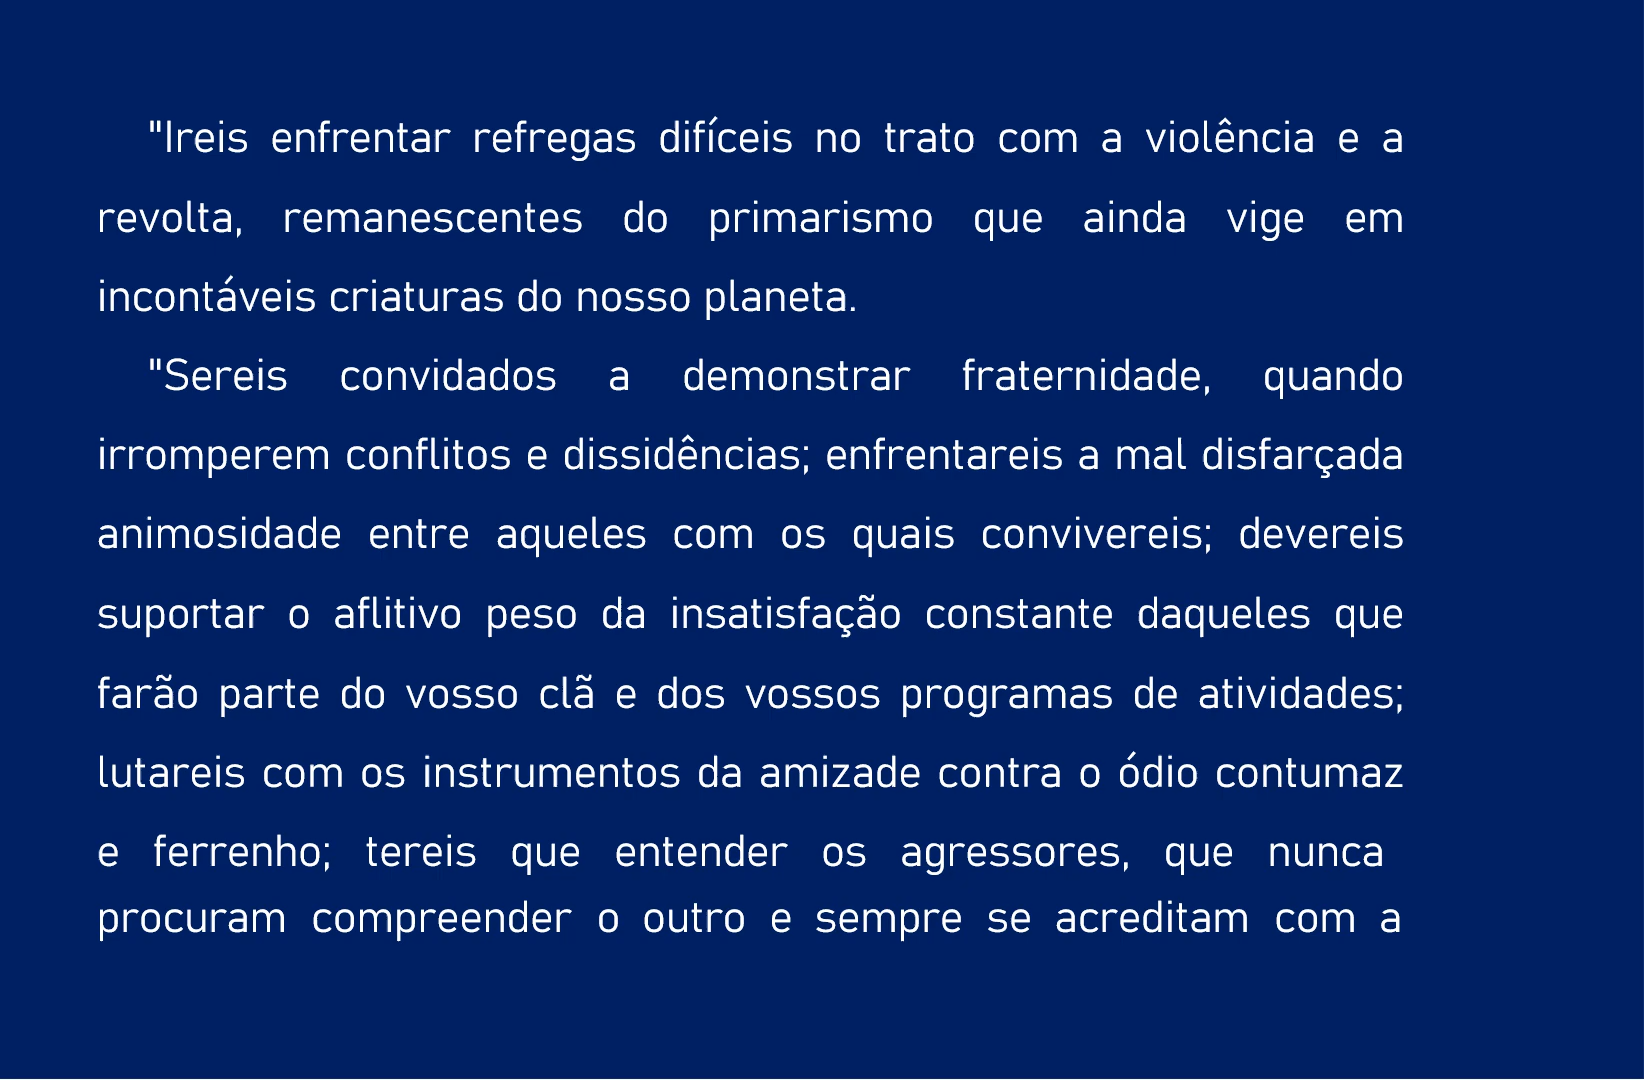 "Ireis enfrentar refregas difíceis no trato com a violência e a
revolta, remanescentes do primarismo que ainda vige em
incontáveis criaturas do nosso planeta.
"Sereis convidados a demonstrar fraternidade, quando
irromperem conflitos e dissidências; enfrentareis a mal disfarçada
animosidade entre aqueles com os quais convivereis; devereis
suportar o aflitivo peso da insatisfação constante daqueles que
farão parte do vosso clã e dos vossos programas de atividades;
lutareis com os instrumentos da amizade contra o ódio contumaz
e ferrenho; tereis que entender os agressores, que nunca
procuram compreender o outro e sempre se acreditam com a